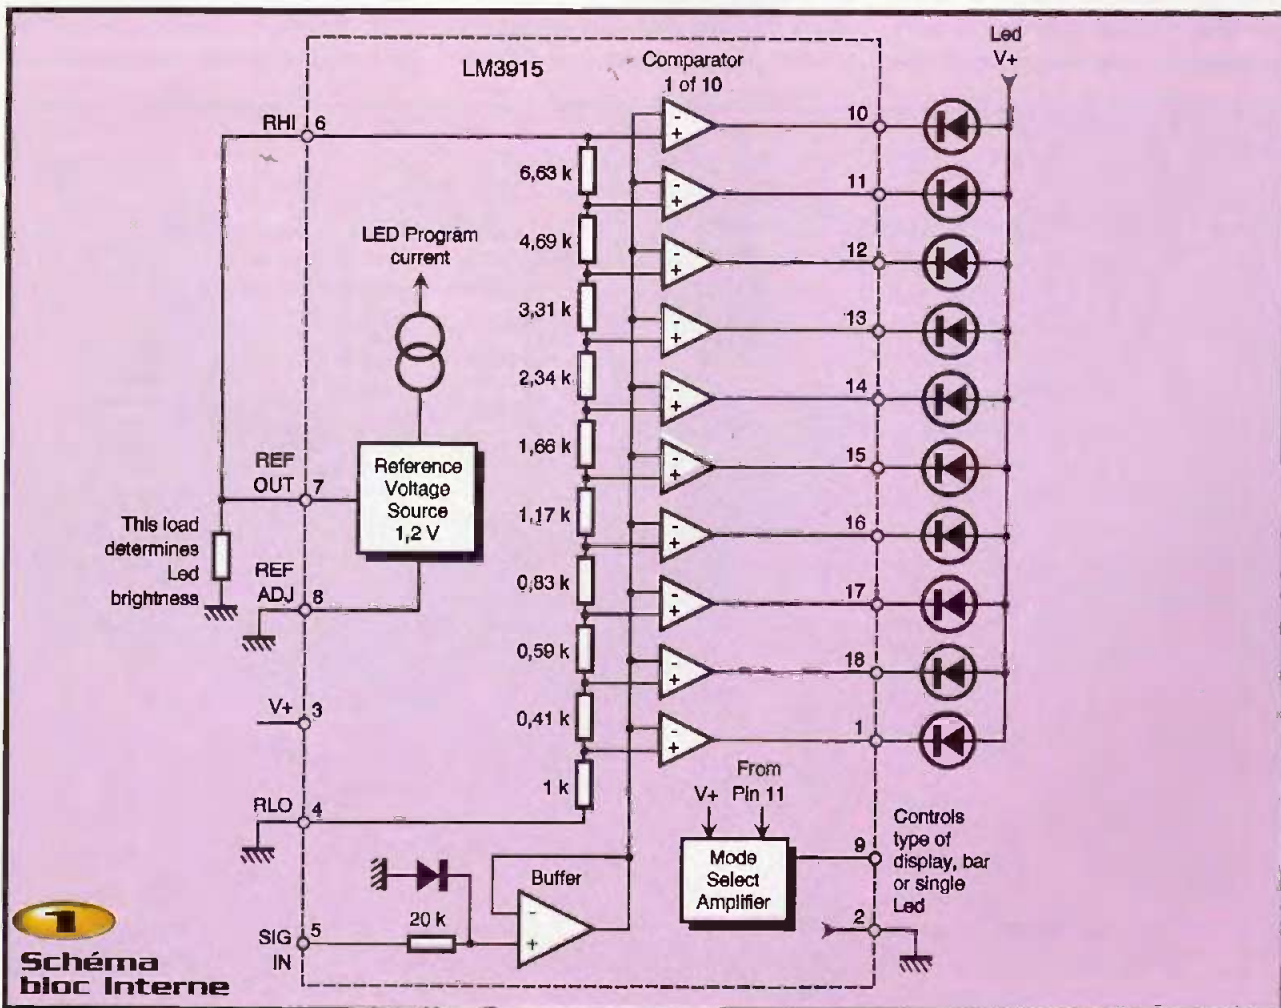 LM3915
Comparator
1 of 10
Led
V+
RHI
6
10
6,63 k
-
+
11
-
+
LED Program
current
4,69 k
12
-
+
3,31 k
13
-
+
2,34 k
14
-
+
1,66 k
15
-
+
REF
OUT
7
Reference
Voltage
Source
1,2 V
1,17 k
16
-
+
This load
determines
Led
brightness
REF
ADJ
8
0,83 k
17
-
+
0,59 k
18
-
+
V+
3
0,41 k
1
-
+
1 k
RLO
4
From
Pin 11
V+
Mode
Select
Amplifier
9
Controls
type of
display, bar
or single
Led
2
Buffer
-
+
20 k
SIG
IN
5
1
Schéma
bloc Interne